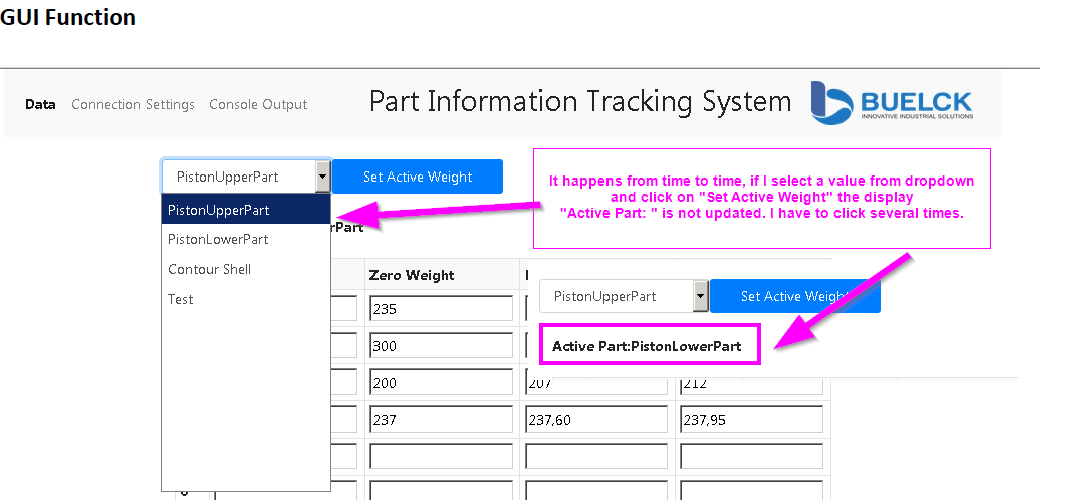 GUI Function
Data Connection Settings Console Output
Part Information Tracking System
BUELCK
INNOVATIVE INDUSTRIAL SOLUTIONS
PistonUpperPart Set Active Weight
It happens from time to time, if I select a value from dropdown
and click on "Set Active Weight" the display
"Active Part: " is not updated. I have to click several times.
PistonUpperPart
PistonLowerPart
Contour Shell
Test
Part
Zero Weight
235
300
200 207 212
237 237,60 237,95
PistonUpperPart Set Active Weight
Active Part:PistonLowerPart